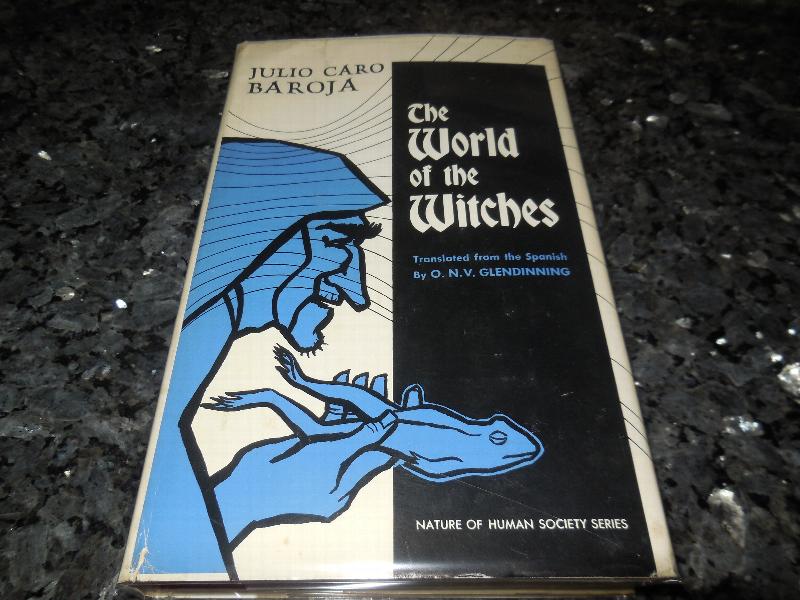 JULIO CARO
BAROJA
The
World
of the
Witches
Translated from the Spanish
By O. N. V. GLENDINNING
NATURE OF HUMAN SOCIETY SERIES